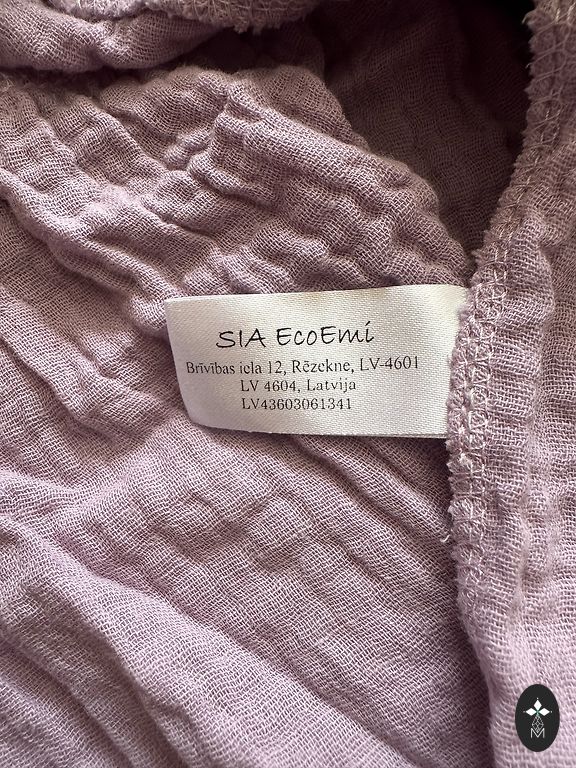 SIA EcoEmi
Brīvības iela 12, Rēzekne, LV-4601
LV 4604, Latvija
LV43603061341